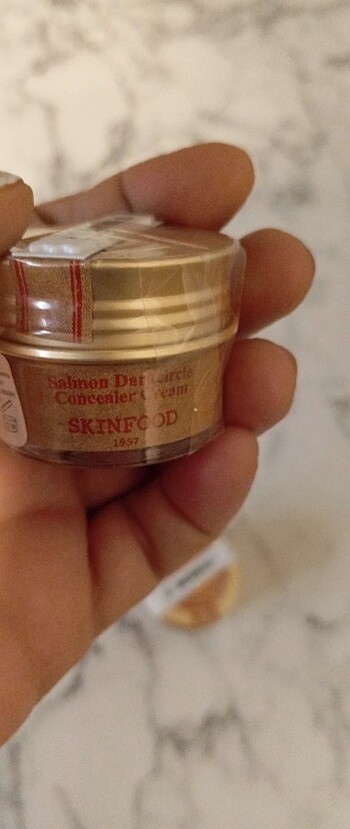 Salmon Dark Circle
Concealer Cream
SKINFOOD
1957